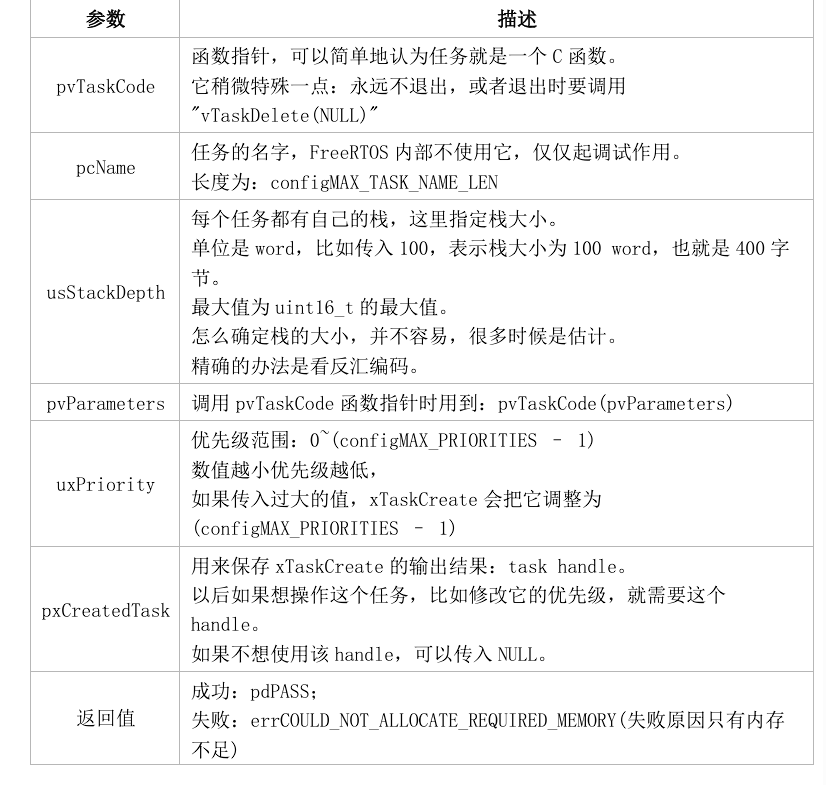 参数 描述
pvTaskCode
函数指针，可以简单地认为任务就是一个 C 函数。
它稍微特殊一点：永远不退出，或者退出时要调用
"vTaskDelete(NULL)"
pcName
任务的名字，FreeRTOS 内部不使用它，仅仅起调试作用。
长度为：configMAX_TASK_NAME_LEN
usStackDepth
每个任务都有自己的栈，这里指定栈大小。
单位是 word，比如传入 100，表示栈大小为 100 word，也就是 400 字
节。
最大值为 uint16_t 的最大值。
怎么确定栈的大小，并不容易，很多时候是估计。
精确的办法是看反汇编码。
pvParameters 调用 pvTaskCode 函数指针时用到：pvTaskCode(pvParameters)
uxPriority
优先级范围：0~(configMAX_PRIORITIES – 1)
数值越小优先级越低，
如果传入过大的值，xTaskCreate 会把它调整为
(configMAX_PRIORITIES – 1)
pxCreatedTask
用来保存 xTaskCreate 的输出结果：task handle。
以后如果想操作这个任务，比如修改它的优先级，就需要这个
handle。
如果不想使用该 handle，可以传入 NULL。
返回值
成功：pdPASS；
失败：errCOULD_NOT_ALLOCATE_REQUIRED_MEMORY(失败原因只有内存
不足)